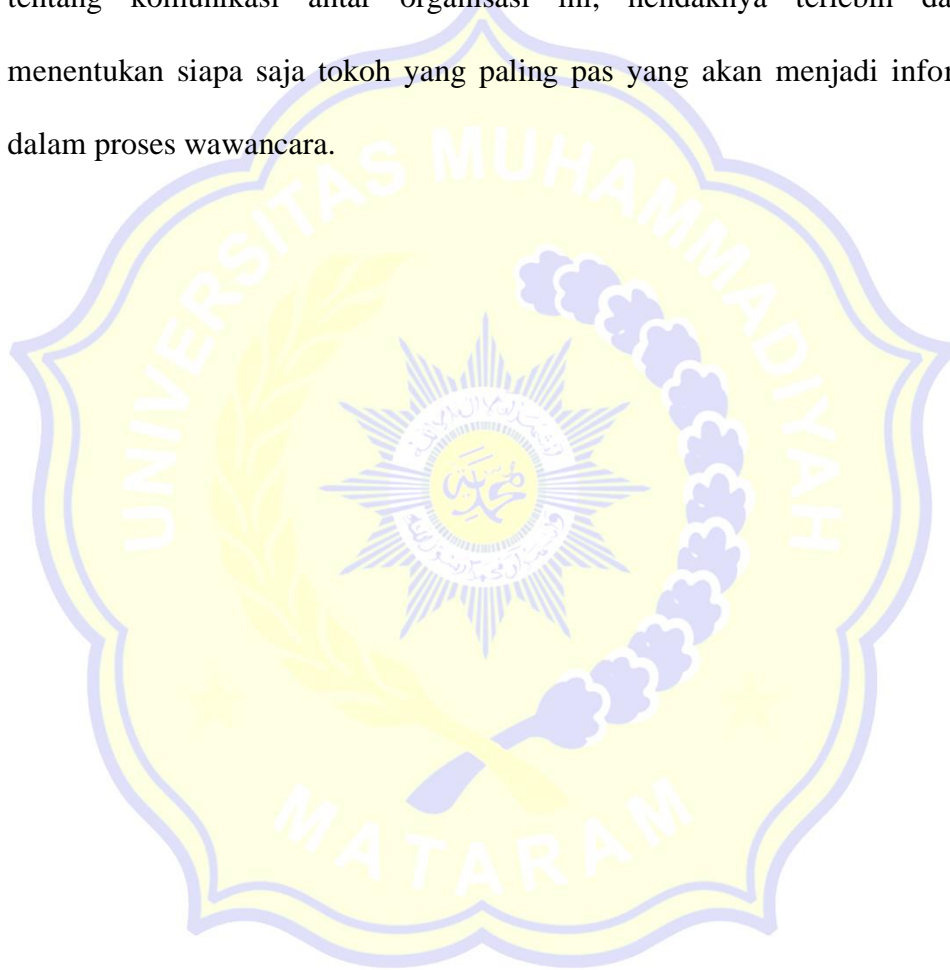 tentang komunikasi antar organisasi ini, hendaknya terlebih da
menentukan siapa saja tokoh yang paling pas yang akan menjadi infor
dalam proses wawancara.
UNIVERSITAS MUHAMMADIYAH
محمدية
MATARAM